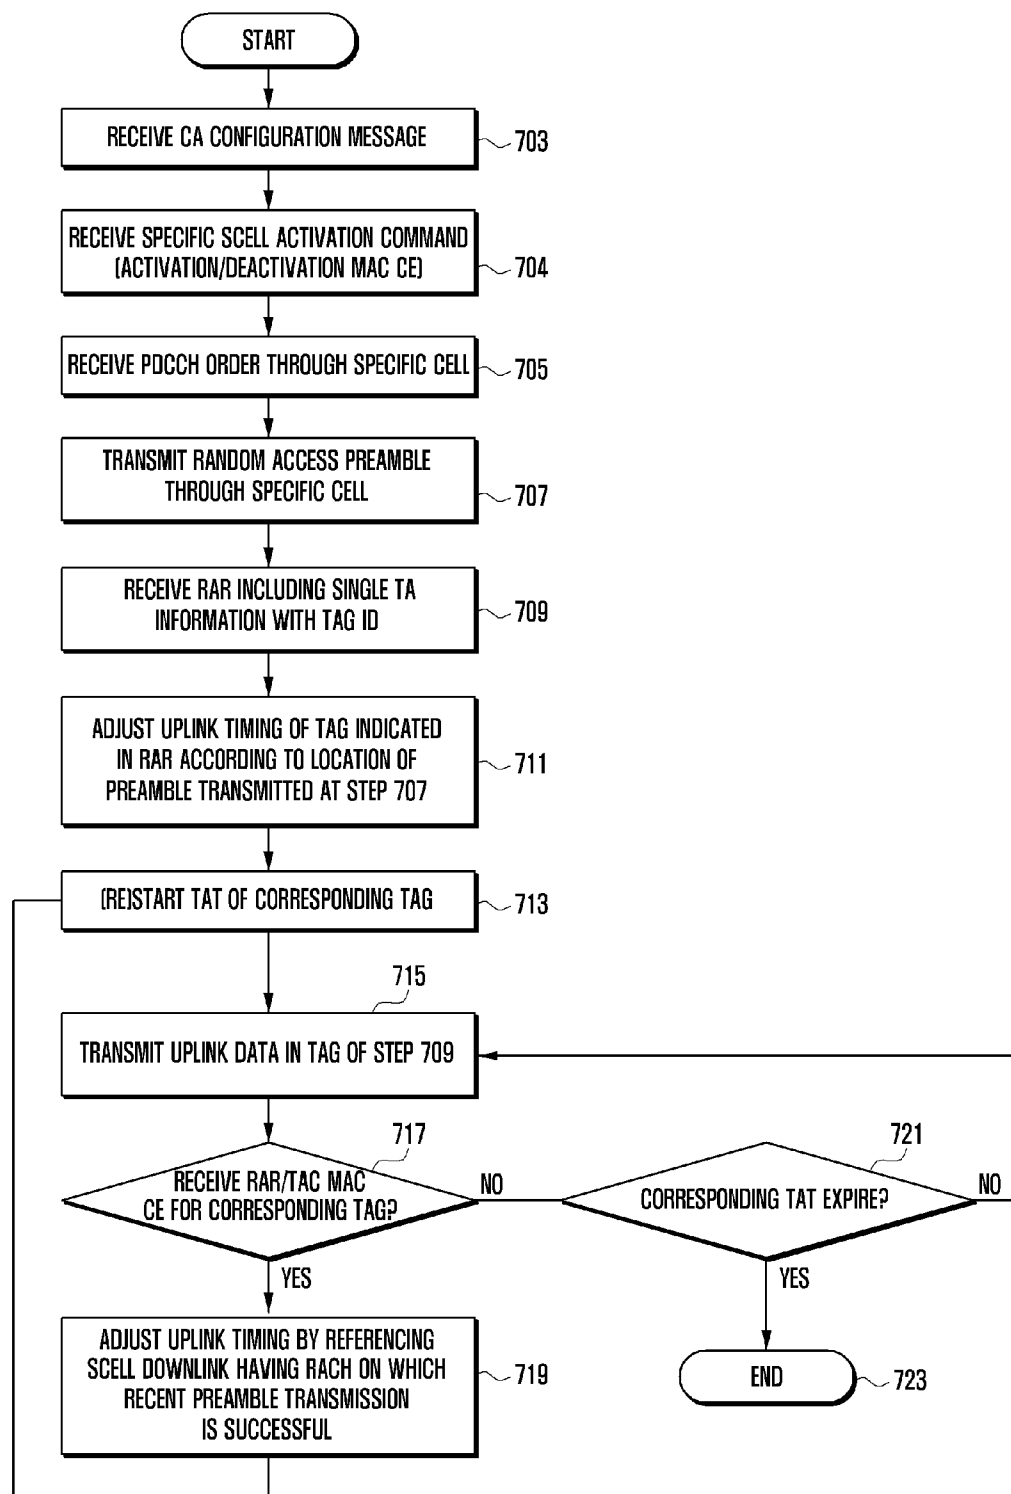 START
RECEIVE CA CONFIGURATION MESSAGE
703
RECEIVE SPECIFIC SCELL ACTIVATION COMMAND
(ACTIVATION/DEACTIVATION MAC CE)
704
RECEIVE PDCCH ORDER THROUGH SPECIFIC CELL
705
TRANSMIT RANDOM ACCESS PREAMBLE
THROUGH SPECIFIC CELL
707
RECEIVE RAR INCLUDING SINGLE TA
INFORMATION WITH TAG ID
709
ADJUST UPLINK TIMING OF TAG INDICATED
IN RAR ACCORDING TO LOCATION OF
PREAMBLE TRANSMITTED AT STEP 707
711
(RE)START TAT OF CORRESPONDING TAG
713
715
TRANSMIT UPLINK DATA IN TAG OF STEP 709
717
RECEIVE RAR/TAC MAC
CE FOR CORRESPONDING TAG?
NO
721
CORRESPONDING TAT EXPIRE?
NO
YES
YES
ADJUST UPLINK TIMING BY REFERENCING
SCELL DOWNLINK HAVING RACH ON WHICH
RECENT PREAMBLE TRANSMISSION
IS SUCCESSFUL
719
END
723